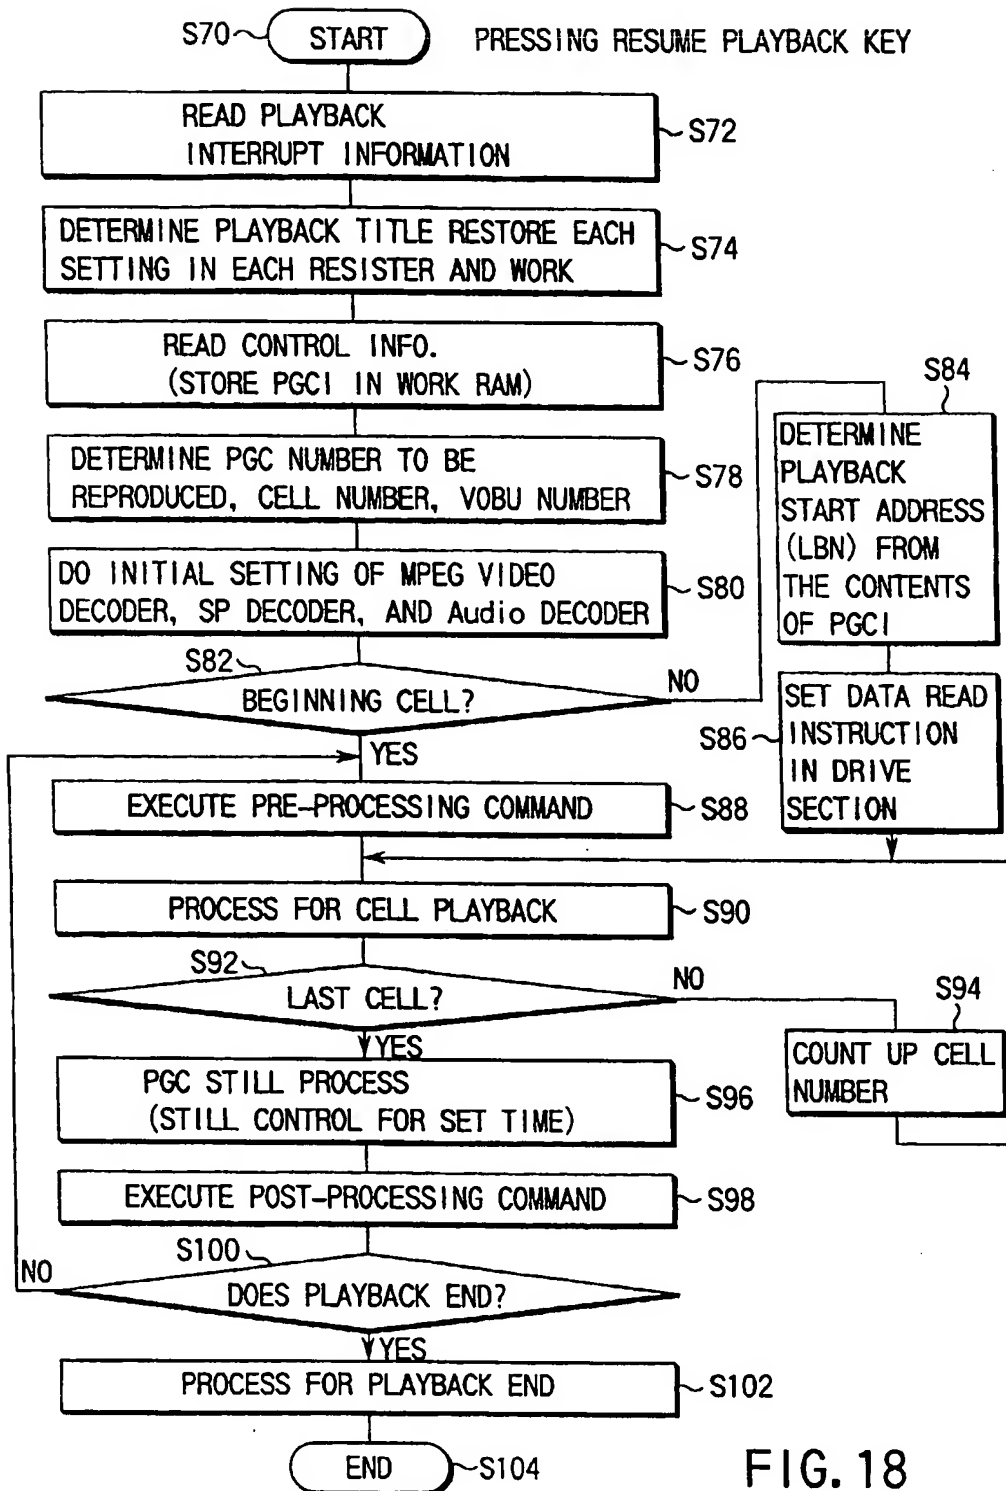 S70
START
PRESSING RESUME PLAYBACK KEY
READ PLAYBACK
INTERRUPT INFORMATION
S72
DETERMINE PLAYBACK TITLE RESTORE EACH
SETTING IN EACH RESISTER AND WORK
S74
READ CONTROL INFO.
(STORE PGCI IN WORK RAM)
S76
DETERMINE PGC NUMBER TO BE
REPRODUCED, CELL NUMBER, VOBU NUMBER
S78
DO INITIAL SETTING OF MPEG VIDEO
DECODER, SP DECODER, AND Audio DECODER
S80
S82
BEGINNING CELL?
NO
YES
S84
DETERMINE
PLAYBACK
START ADDRESS
(LBN) FROM
THE CONTENTS
OF PGCI
S86
SET DATA READ
INSTRUCTION
IN DRIVE
SECTION
EXECUTE PRE-PROCESSING COMMAND
S88
PROCESS FOR CELL PLAYBACK
S90
S92
LAST CELL?
NO
YES
S94
COUNT UP CELL
NUMBER
PGC STILL PROCESS
(STILL CONTROL FOR SET TIME)
S96
EXECUTE POST-PROCESSING COMMAND
S98
S100
NO
DOES PLAYBACK END?
YES
PROCESS FOR PLAYBACK END
S102
END
S104
FIG. 18